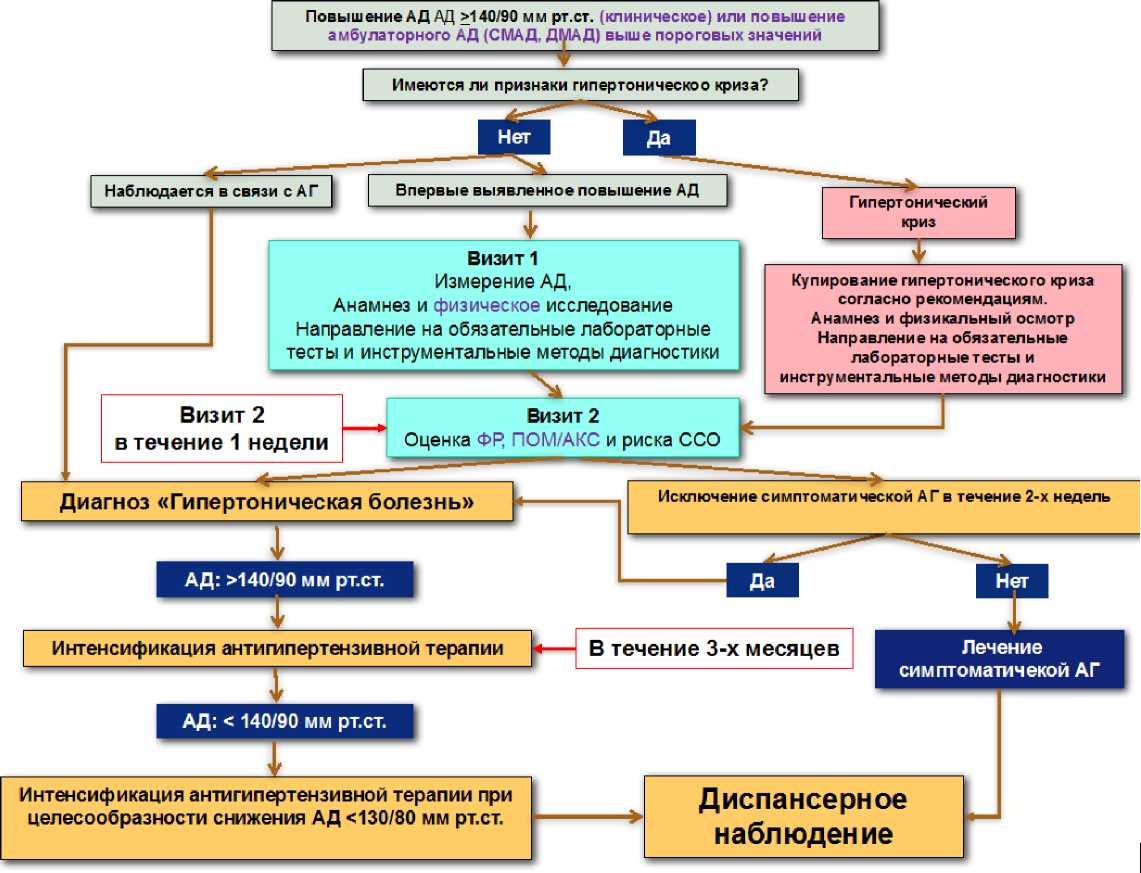 Повышение АД АД >140/90 мм рт.ст. (клиническое) или повышение
амбулаторного АД (СМАД, ДМАД) выше пороговых значений
Имеются ли признаки гипертоническоо криза?
Нет
Да
Наблюдается в связи с АГ
Впервые выявленное повышение АД
Гипертонический
криз
Визит 1
Измерение АД,
Анамнез и физическое исследование
Направление на обязательные лабораторные
тесты и инструментальные методы диагностики
Купирование гипертонического криза
согласно рекомендациям.
Анамнез и физикальный осмотр
Направление на обязательные
лабораторные тесты и
инструментальные методы диагностики
Визит 2
в течение 1 недели
Визит 2
Оценка ФР, ПОМ/АКС и риска ССО
Диагноз «Гипертоническая болезнь»
Исключение симптоматической АГ в течение 2-х недель
АД: >140/90 мм рт.ст.
Да
Нет
Интенсификация антигипертензивной терапии
В течение 3-х месяцев
Лечение
симптоматичекой АГ
АД: < 140/90 мм рт.ст.
Интенсификация антигипертензивной терапии при
целесообразности снижения АД <130/80 мм рт.ст.
Диспансерное
наблюдение